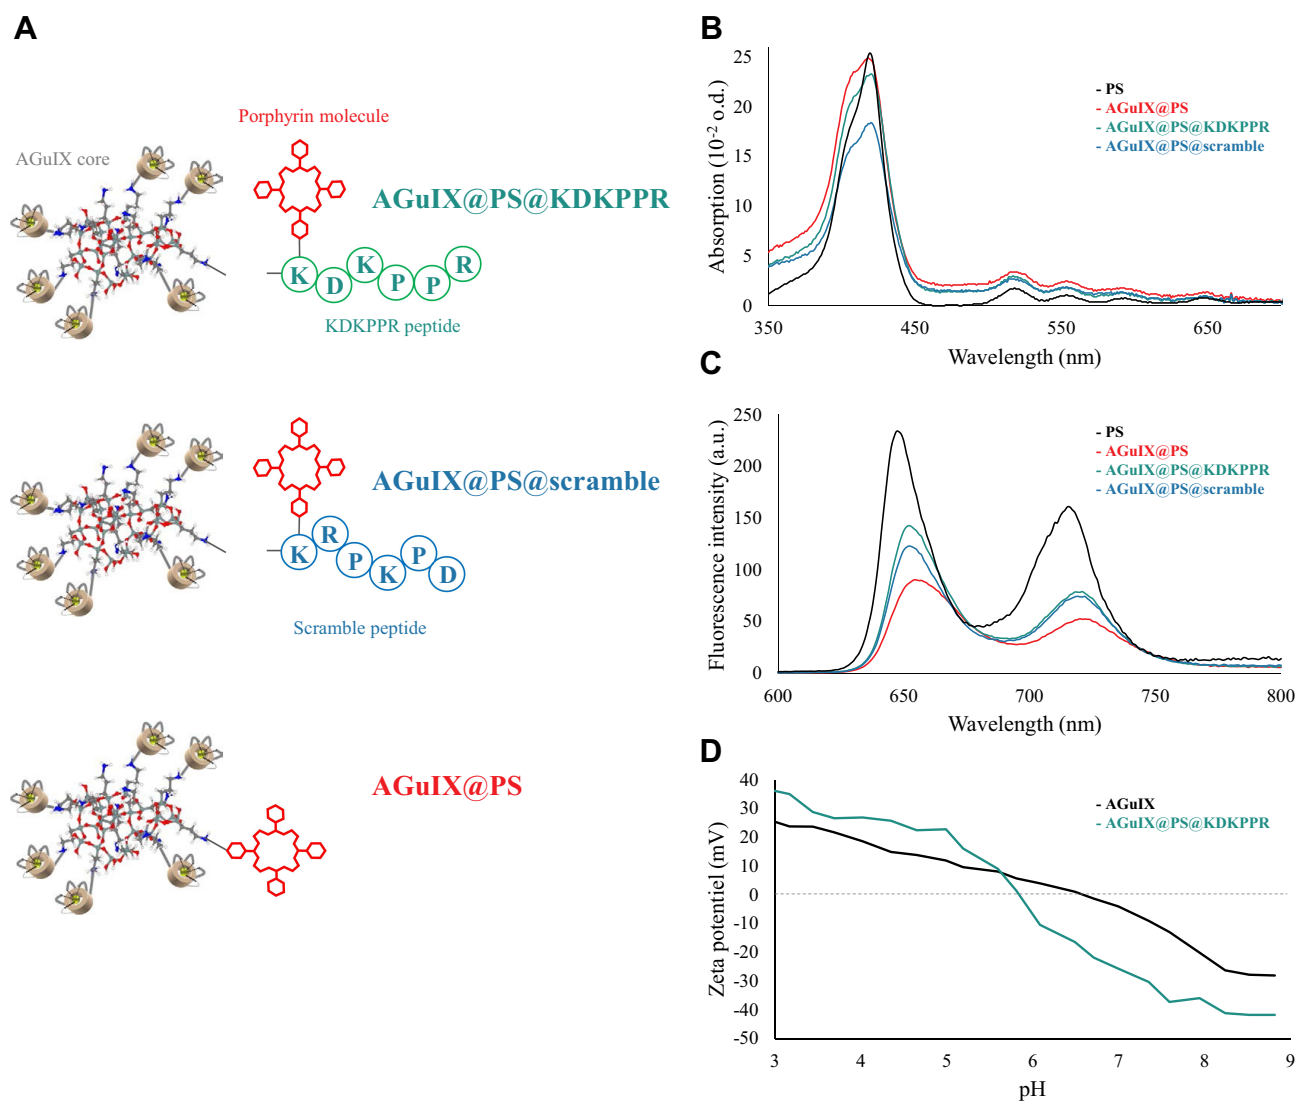 A
Porphyrin molecule
AGuIX core
AGuIX@PS@KDKPPR
K D K P P R
KDKPPR peptide
AGuIX@PS@scramble
K R P K P D
Scramble peptide
AGuIX@PS
B
Absorption (10⁻² o.d.)
25
20
15
10
5
0
350 450 550 650
Wavelength (nm)
- PS
- AGuIX@PS
- AGuIX@PS@KDKPPR
- AGuIX@PS@scramble
C
Fluorescence intensity (a.u.)
250
200
150
100
50
0
600 650 700 750 800
Wavelength (nm)
- PS
- AGuIX@PS
- AGuIX@PS@KDKPPR
- AGuIX@PS@scramble
D
Zeta potentiel (mV)
40
30
20
10
0
-10
-20
-30
-40
-50
3 4 5 6 7 8 9
pH
- AGuIX
- AGuIX@PS@KDKPPR